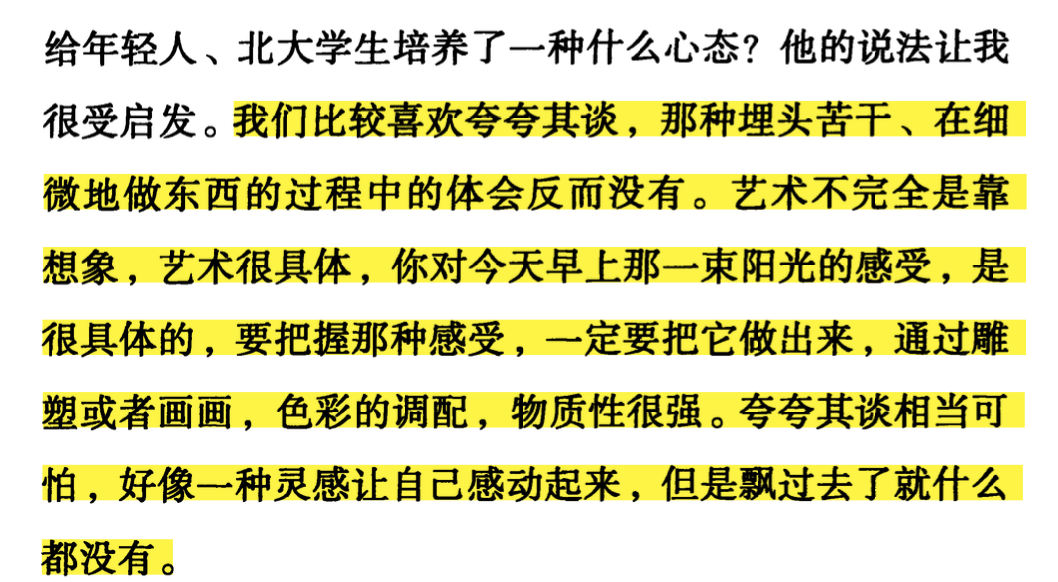 给年轻人、北大学生培养了一种什么心态？他的说法让我
很受启发。我们比较喜欢夸夸其谈，那种埋头苦干、在细
微地做东西的过程中的体会反而没有。艺术不完全是靠
想象，艺术很具体，你对今天早上那一束阳光的感受，是
很具体的，要把握那种感受，一定要把它做出来，通过雕
塑或者画画，色彩的调配，物质性很强。夸夸其谈相当可
怕，好像一种灵感让自己感动起来，但是飘过去了就什么
都没有。